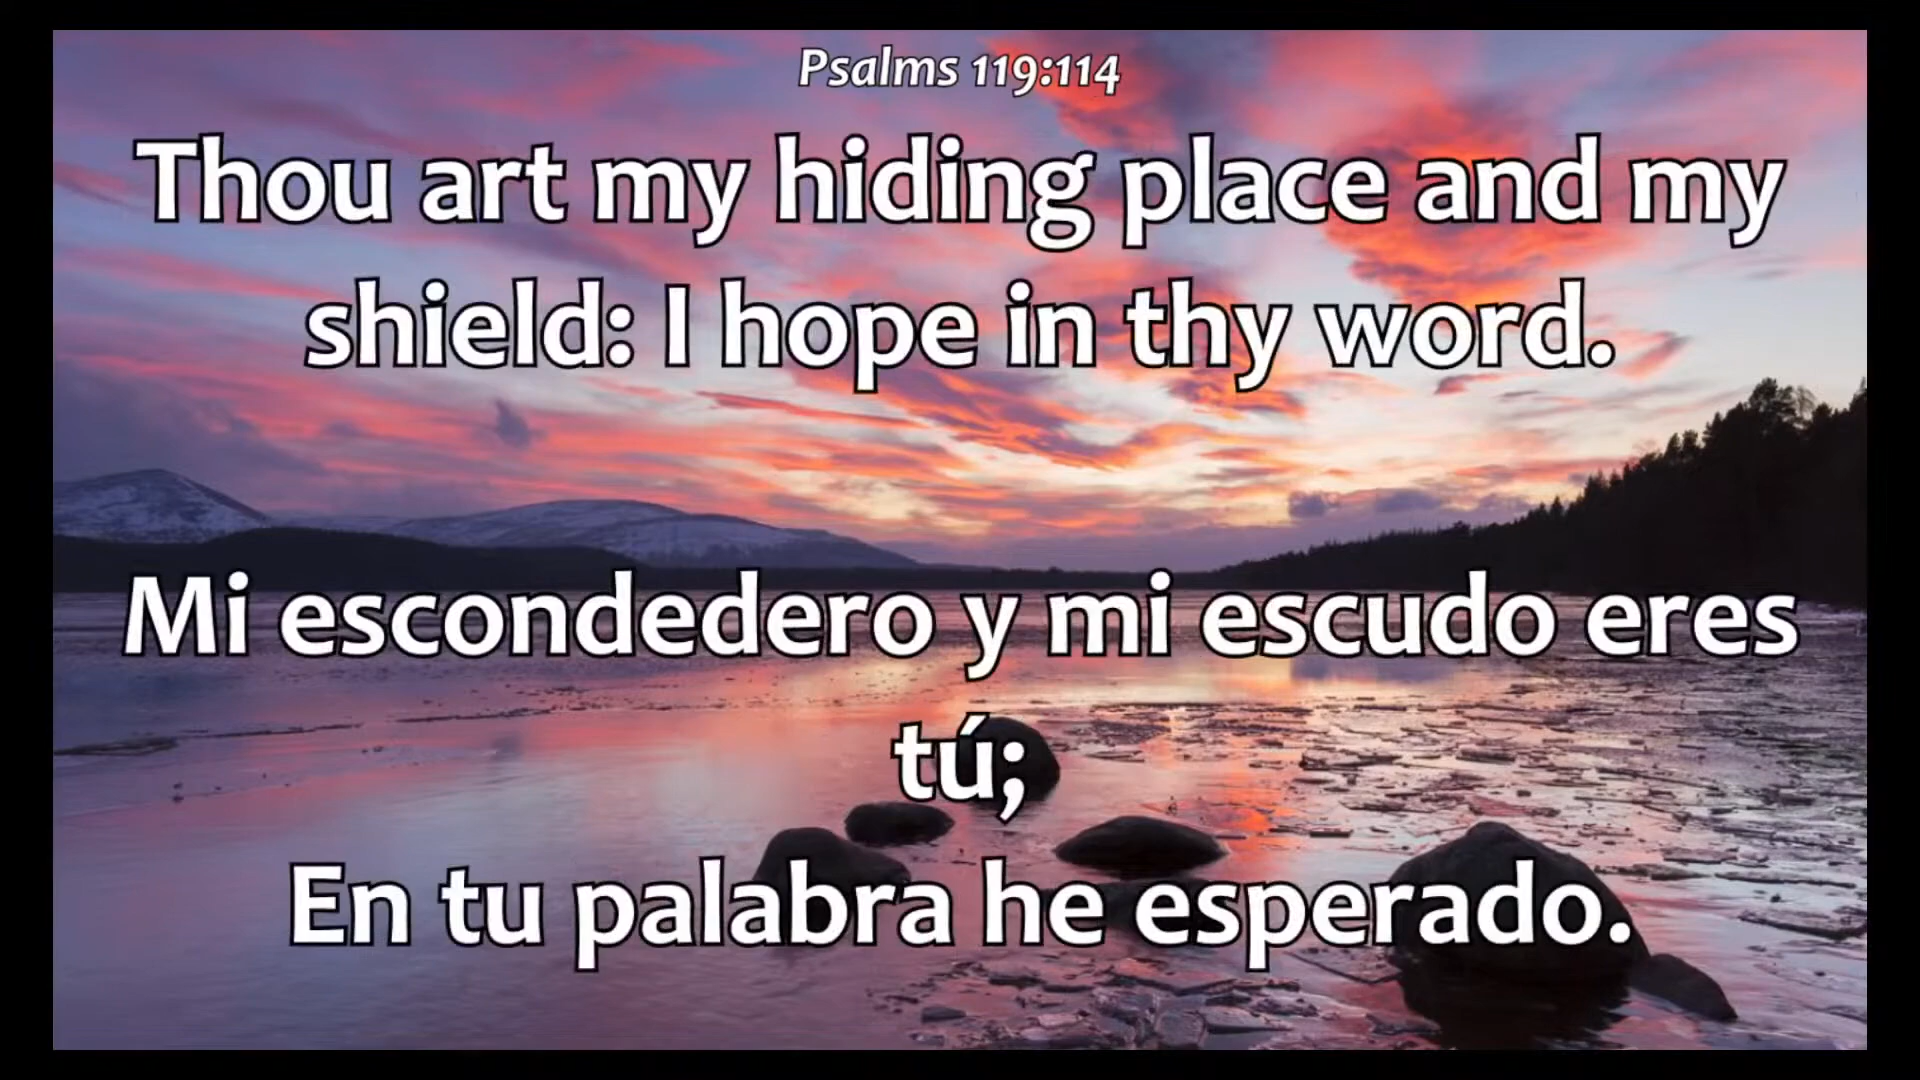 Psalms 119:114
Thou art my hiding place and my
shield: I hope in thy word.
Mi escondedero y mi escudo eres
tú;
En tu palabra he esperado.